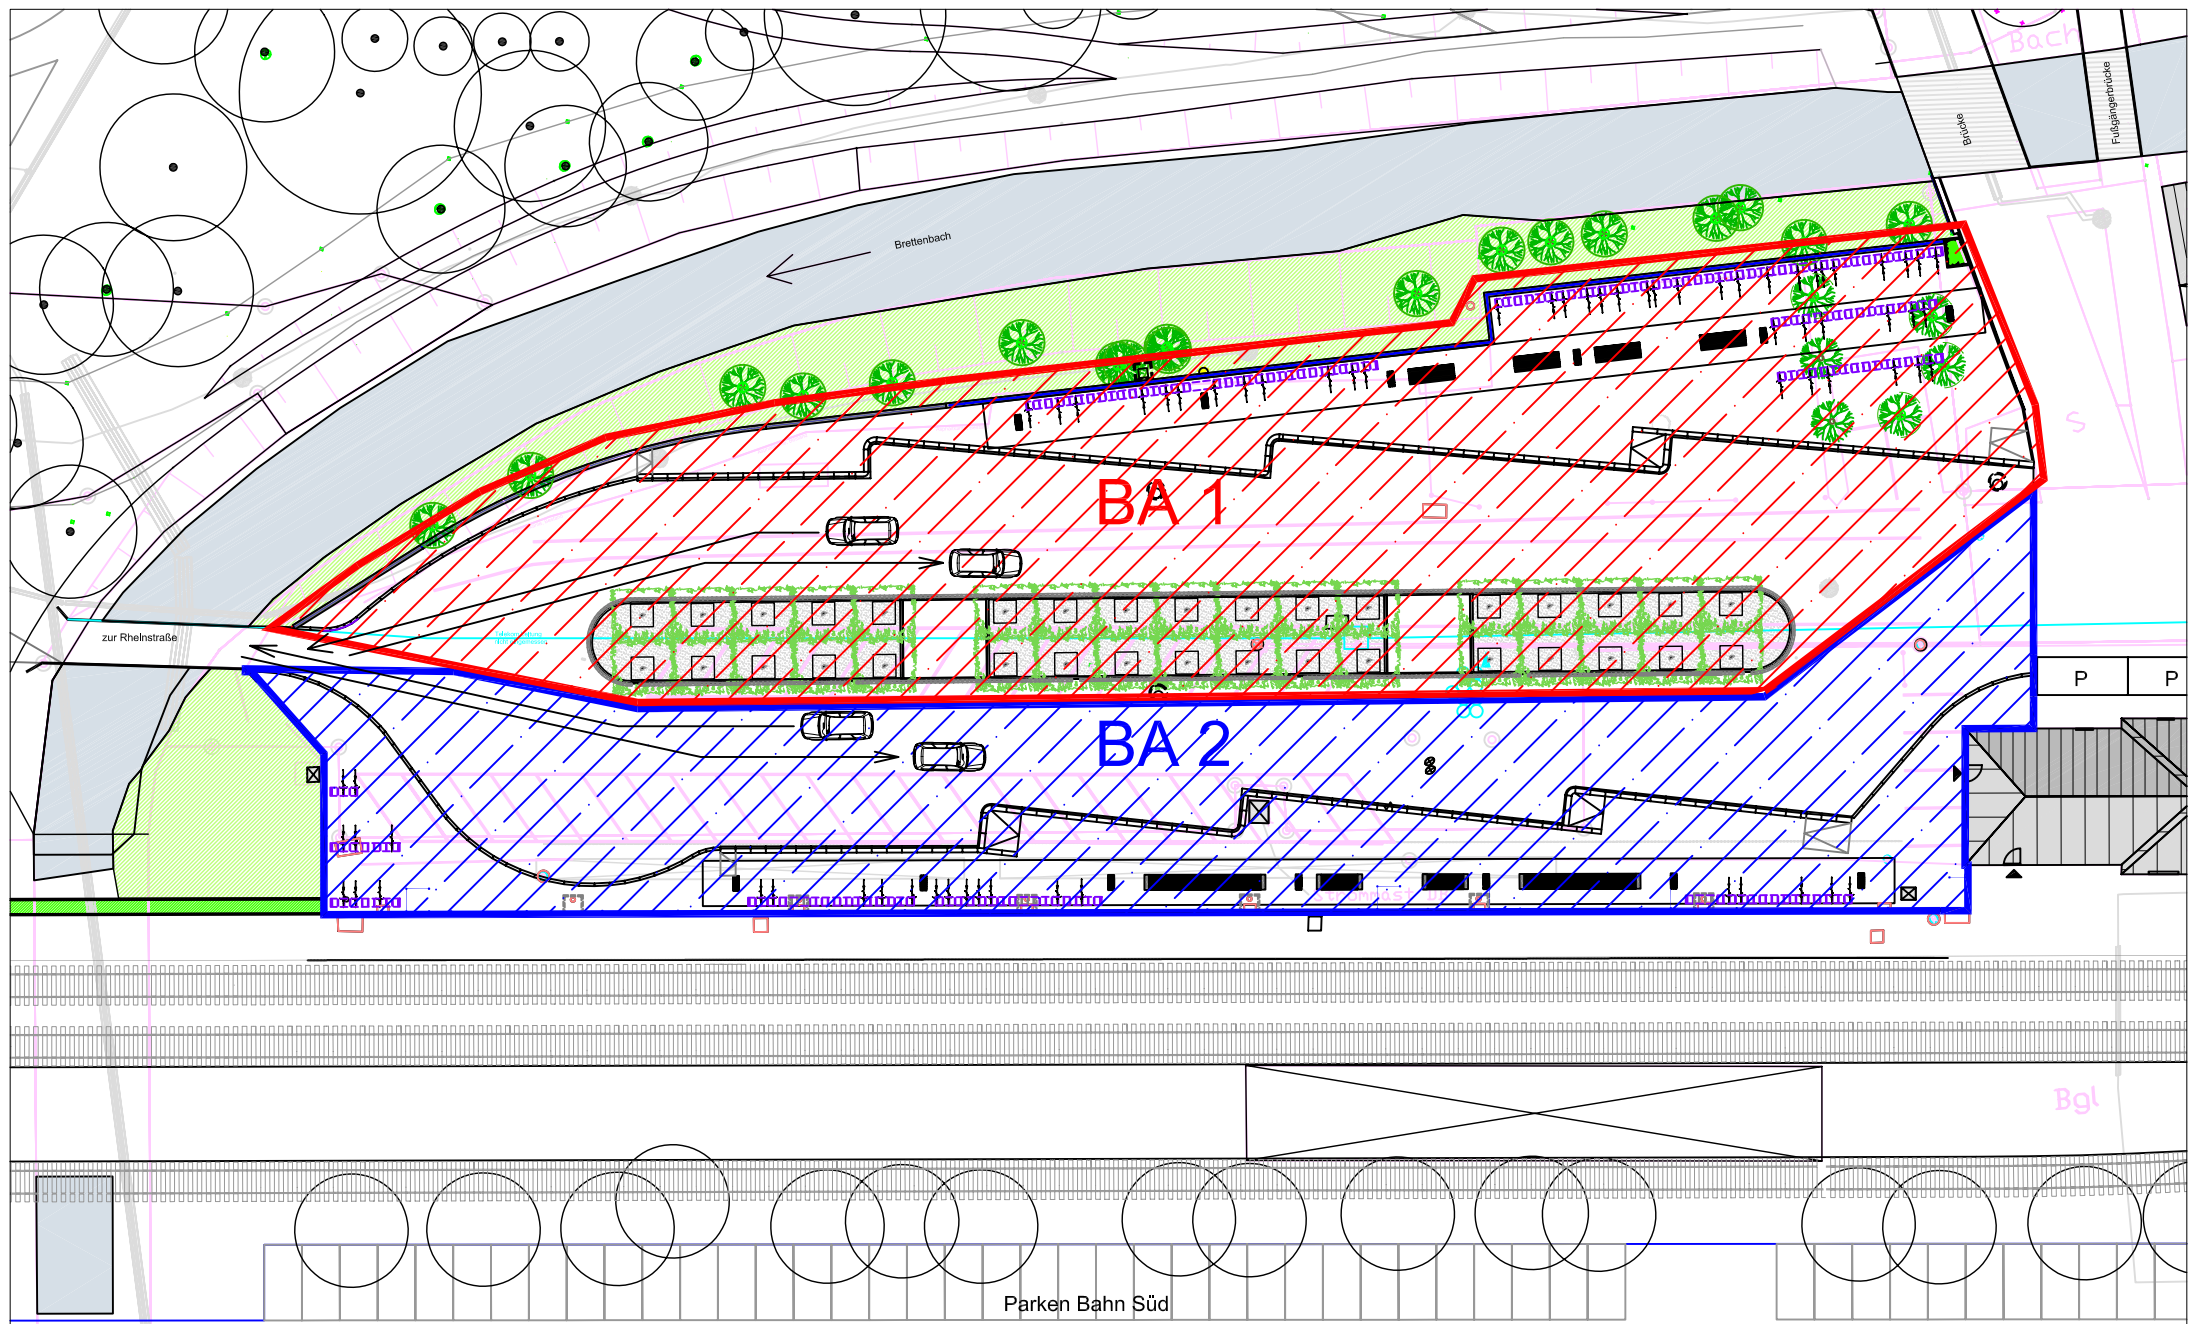 Bach
Fußgängerbrücke
Brücke
Brettenbach
S
BA 1
zur Rheinstraße
P
P
BA 2
Bgl
Parken Bahn Süd